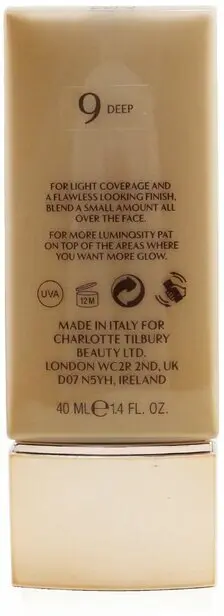 9 DEEP
FOR LIGHT COVERAGE AND
A FLAWLESS LOOKING FINISH,
BLEND A SMALL AMOUNT ALL
OVER THE FACE.
FOR MORE LUMINOSITY PAT
ON TOP OF THE AREAS WHERE
YOU WANT MORE GLOW.
UVA 12M
MADE IN ITALY FOR
CHARLOTTE TILBURY
BEAUTY LTD.
LONDON WC2R 2ND, UK
D07 N5YH, IRELAND
40 ML℮1.4 FL. OZ.